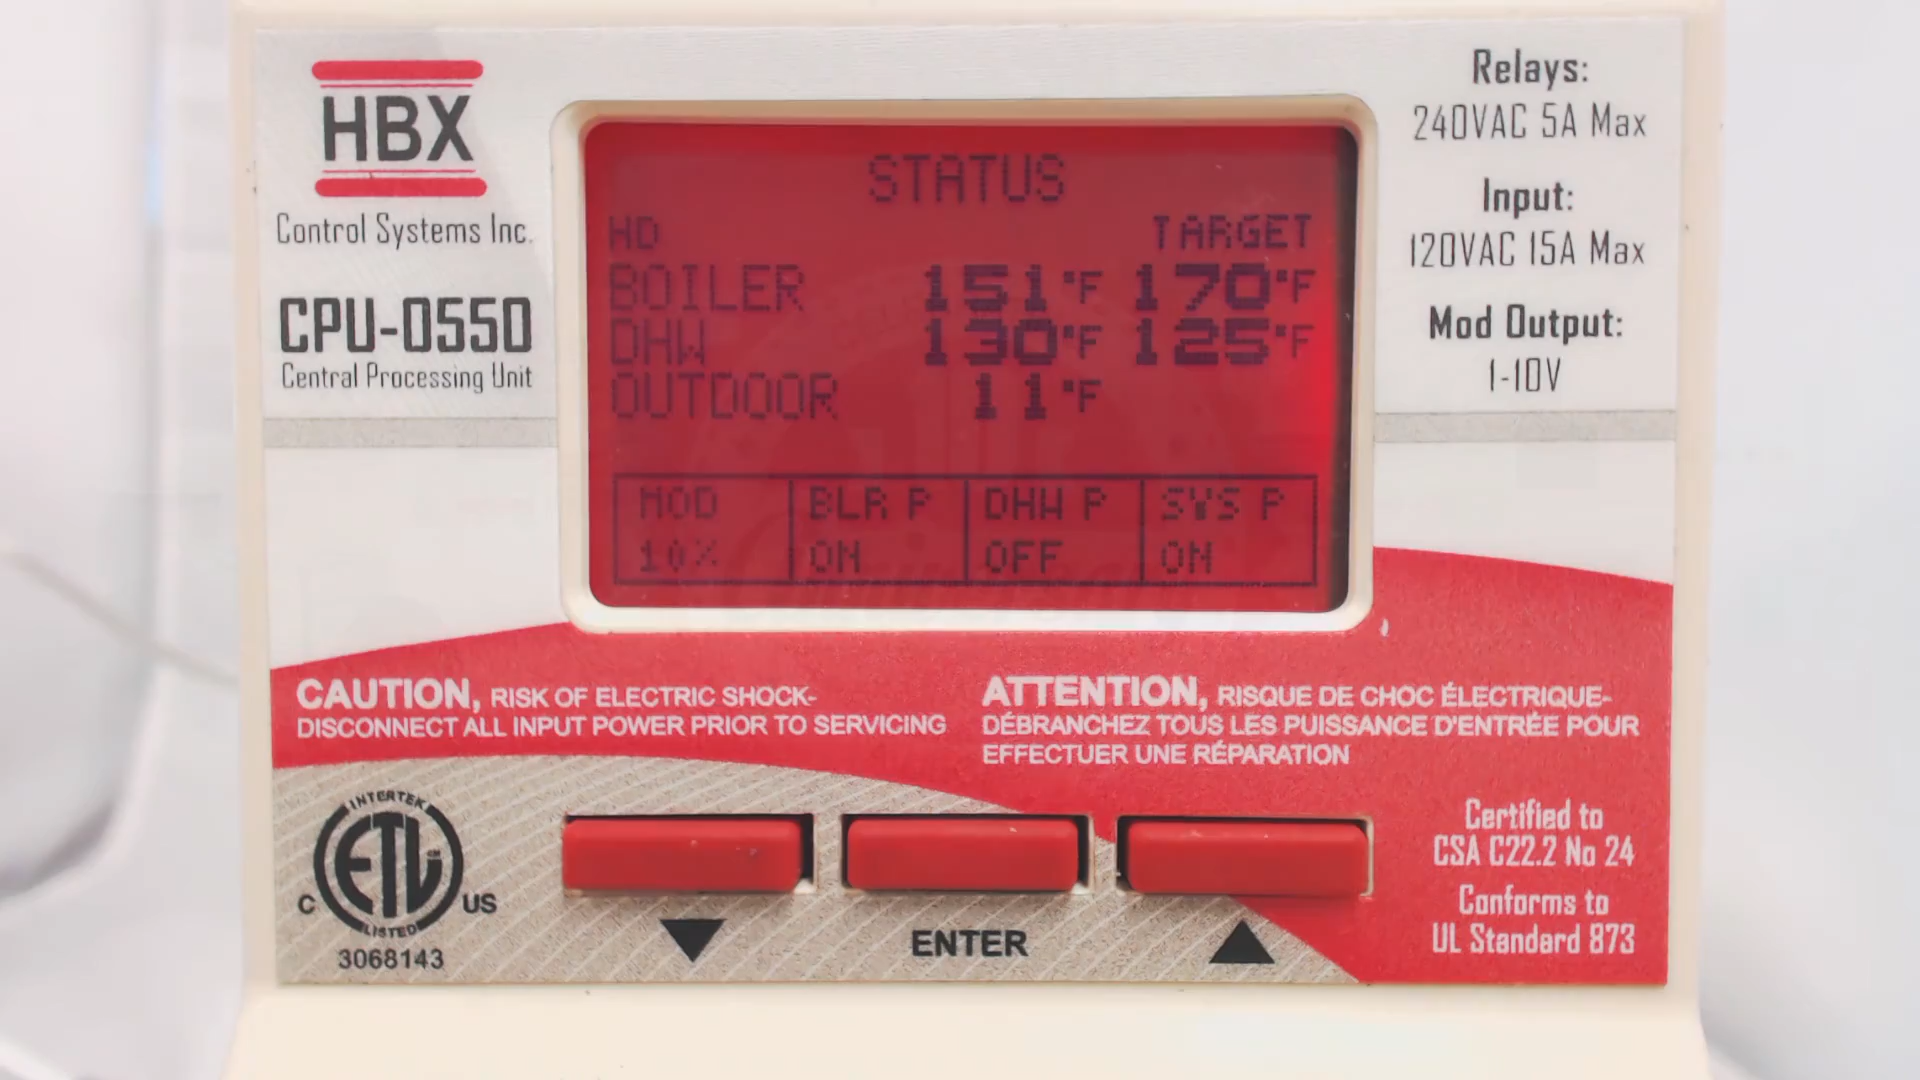 HBX
Control Systems Inc.
CPU-0550
Central Processing Unit
STATUS
HD TARGET
BOILER 151°F 170°F
DHW 130°F 125°F
OUTDOOR 11°F
MOD BLR P DHW P SYS P
10% ON OFF ON
Relays:
240VAC 5A Max
Input:
120VAC 15A Max
Mod Output:
1-10V
CAUTION, RISK OF ELECTRIC SHOCK-
DISCONNECT ALL INPUT POWER PRIOR TO SERVICING
ATTENTION, RISQUE DE CHOC ÉLECTRIQUE-
DÉBRANCHEZ TOUS LES PUISSANCE D'ENTRÉE POUR
EFFECTUER UNE RÉPARATION
INTERTEK
ETL CM
C US
LISTED
3068143
ENTER
Certified to
CSA C22.2 No 24
Conforms to
UL Standard 873